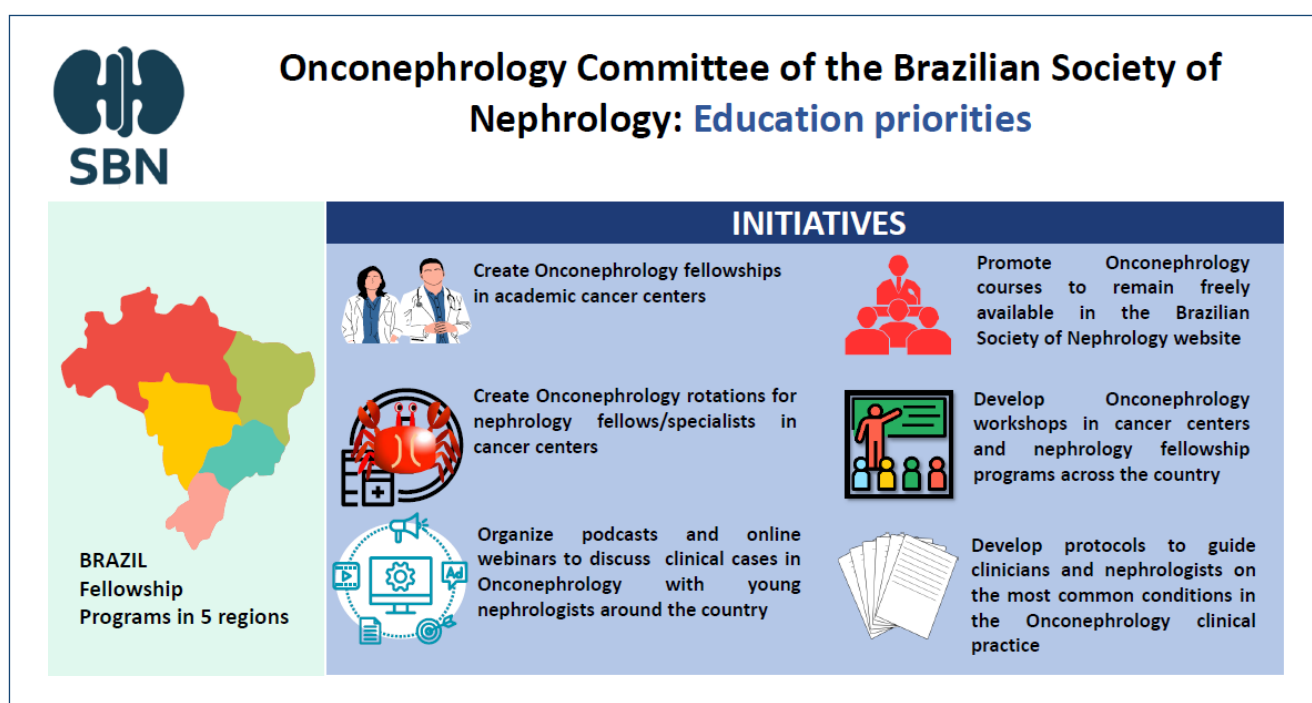 SBN
Onconephrology Committee of the Brazilian Society of
Nephrology: Education priorities
BRAZIL
Fellowship
Programs in 5 regions
INITIATIVES
Create Onconephrology fellowships
in academic cancer centers
Promote Onconephrology
courses to remain freely
available in the Brazilian
Society of Nephrology website
Create Onconephrology rotations for
nephrology fellows/specialists in
cancer centers
Develop Onconephrology
workshops in cancer centers
and nephrology fellowship
programs across the country
Ad
Organize podcasts and online
webinars to discuss clinical cases in
Onconephrology with young
nephrologists around the country
Develop protocols to guide
clinicians and nephrologists on
the most common conditions in
the Onconephrology clinical
practice